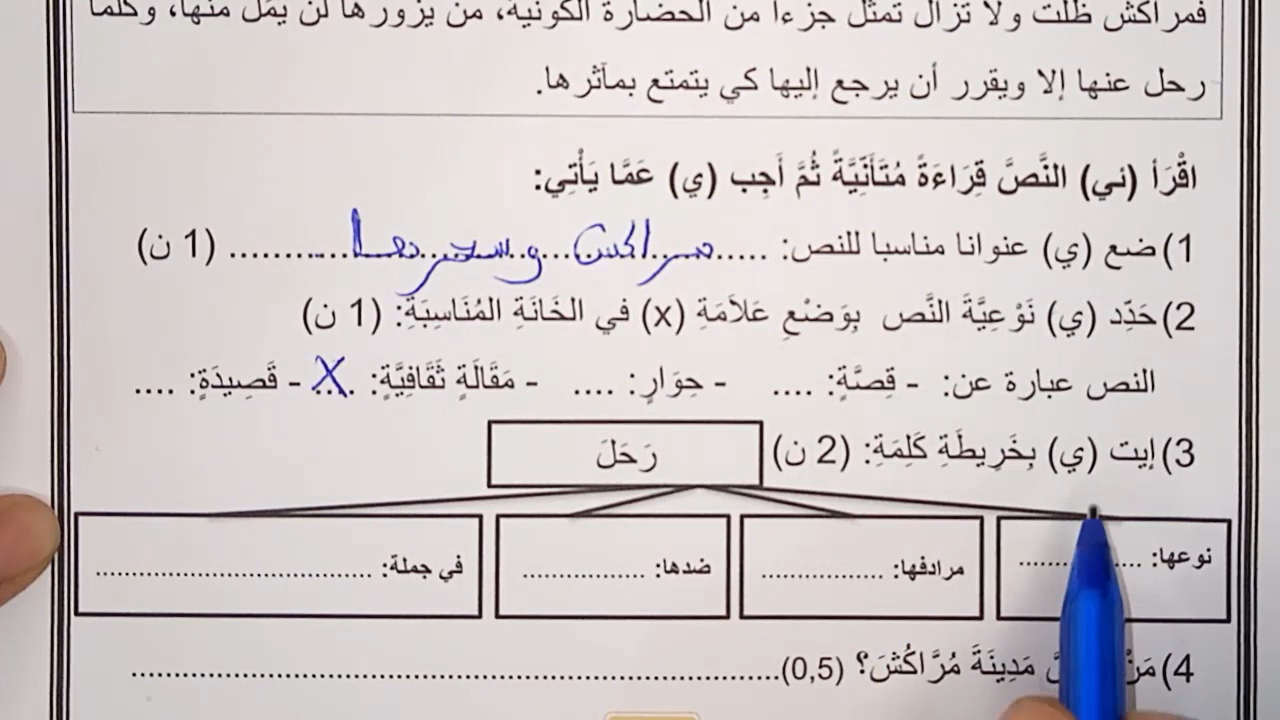 فمراكش ظلت ولا تزال تمثل جزءا من الحضارة الكونية، من يزورها لن يمل منها، وكلما
رحل عنها إلا ويقرر أن يرجع إليها كي يتمتع بمآثرها.
اقْرَأ (ني) النَّصَّ قِرَاءَةً مُتَأَنِّيَّةً ثُمَّ أَجِب (ي) عَمَّا يَأْتِي:
1) ضع (ي) عنوانا مناسبا للنص: ..... مراكش وسحرها .......... (1 ن)
2) حَدِّد (ي) نَوْعِيَّةَ النَّص بِوَضْعِ عَلاَمَةِ (x) في الخَانَةِ المُنَاسِبَةِ: (1 ن)
النص عبارة عن: - قِصَّةٍ: .... - حِوَارٍ: .... - مَقَالَةٍ ثَقَافِيَّةٍ: X - قَصِيدَةٍ: ....
3) إيت (ي) بِخَرِيطَةِ كَلِمَةِ: (2 ن) رَحَلَ
نوعها: .......... مرادفها: .......... ضدها: .......... في جملة: ..........
4) مَدِينَةَ مُرَّاكُشَ؟ (0,5) ..........